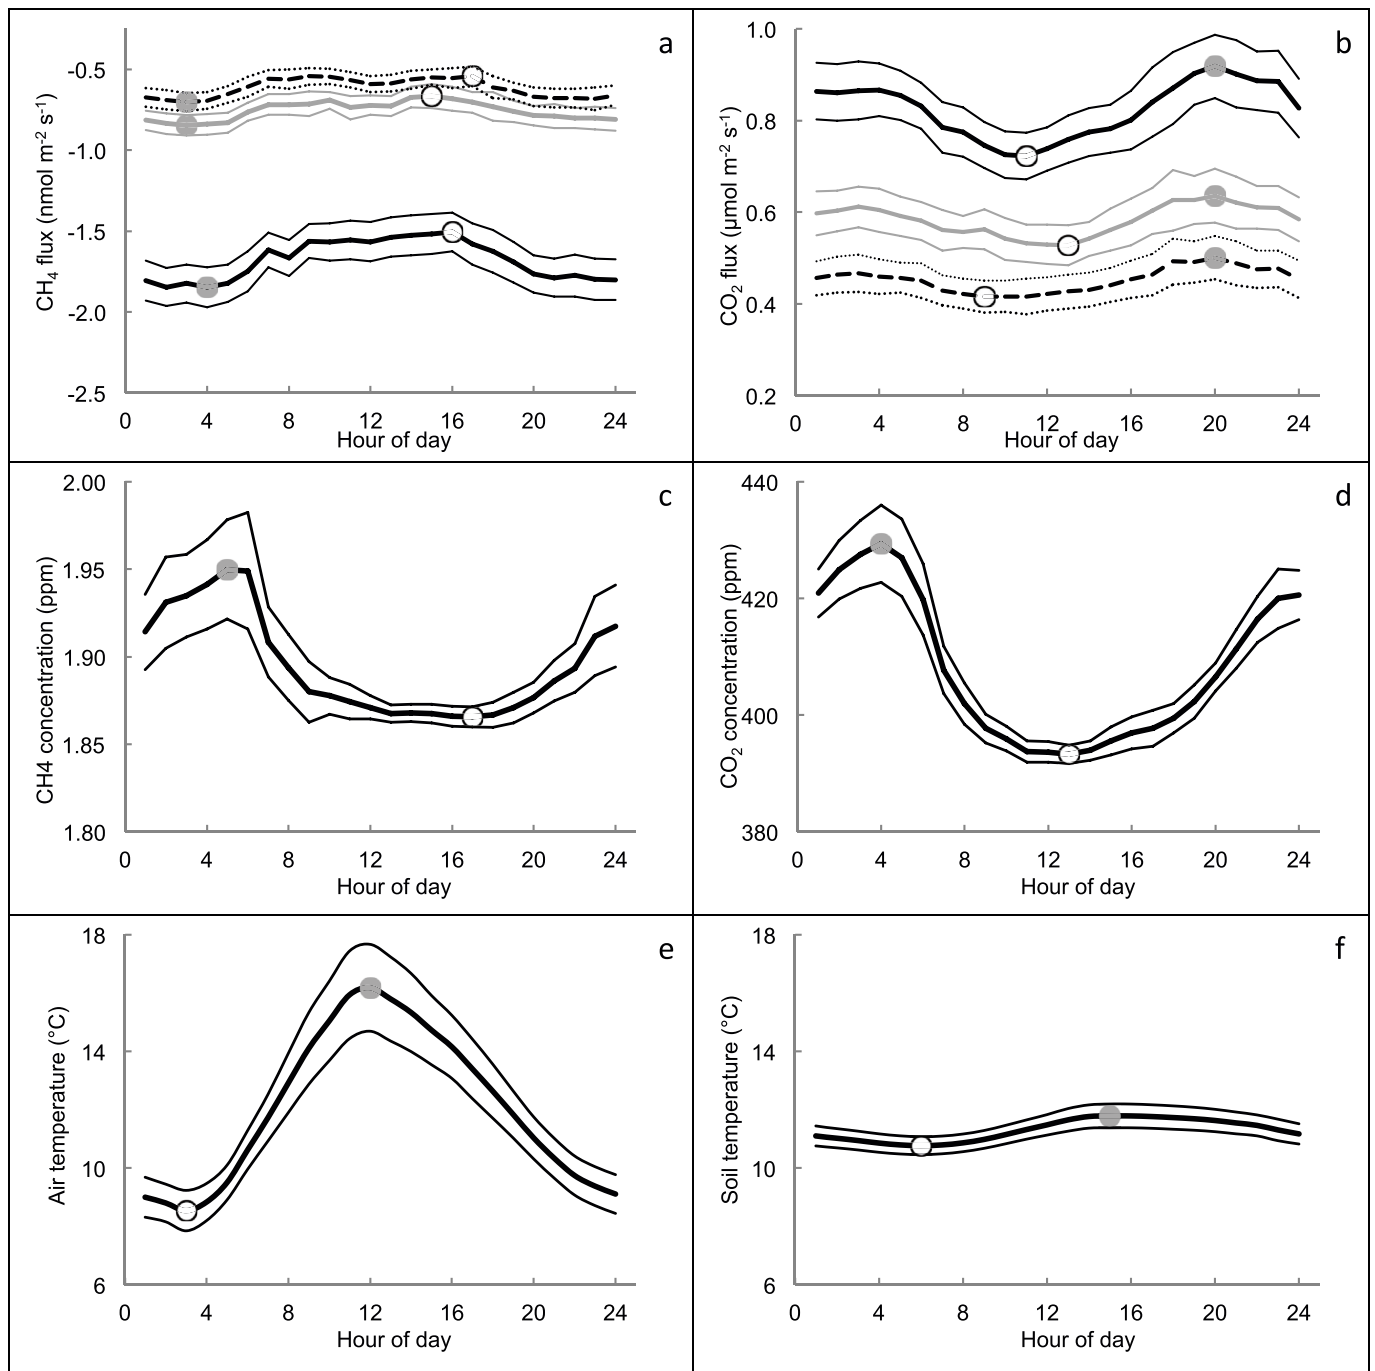 a
-0.5
-1.0
-1.5
-2.0
-2.5
CH4 flux (nmol m-2 s-1)
0 4 8 12 16 20 24
Hour of day
b
1.0
0.8
0.6
0.4
0.2
CO2 flux (µmol m-2 s-1)
0 4 8 12 16 20 24
Hour of day
c
2.00
1.95
1.90
1.85
1.80
CH4 concentration (ppm)
0 4 8 12 16 20 24
Hour of day
d
440
420
400
380
CO2 concentration (ppm)
0 4 8 12 16 20 24
Hour of day
e
18
14
10
6
Air temperature (°C)
0 4 8 12 16 20 24
Hour of day
f
18
14
10
6
Soil temperature (°C)
0 4 8 12 16 20 24
Hour of day